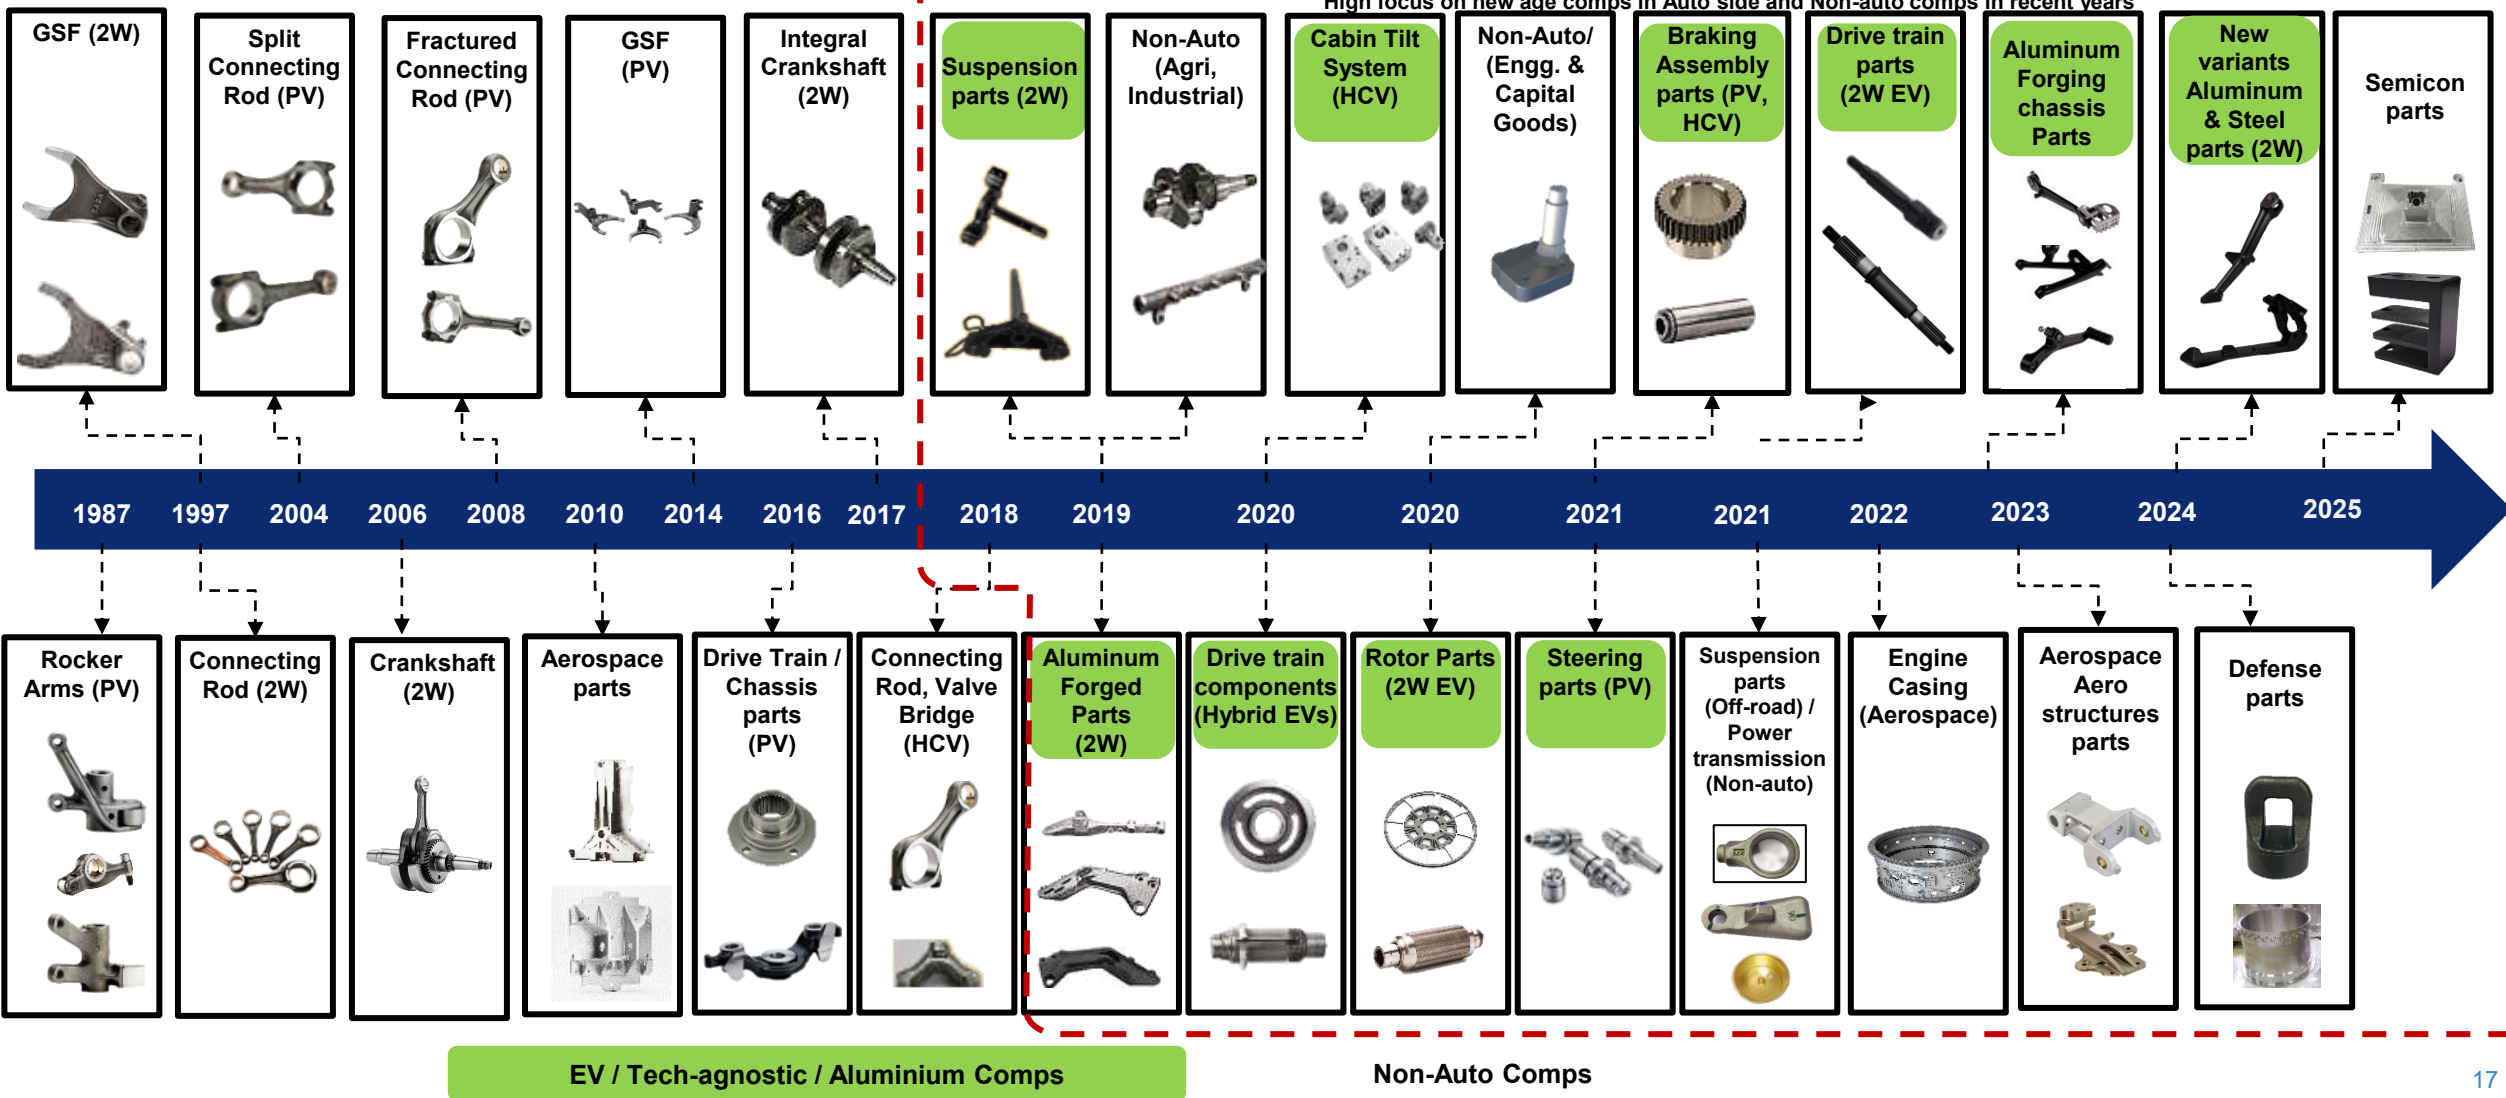 High focus on new age comps in Auto side and Non-auto comps in recent years
GSF (2W)
Split
Connecting
Rod (PV)
Fractured
Connecting
Rod (PV)
GSF
(PV)
Integral
Crankshaft
(2W)
Suspension
parts (2W)
Non-Auto
(Agri,
Industrial)
Cabin Tilt
System
(HCV)
Non-Auto/
(Engg. &
Capital
Goods)
Braking
Assembly
parts (PV,
HCV)
Drive train
parts
(2W EV)
Aluminum
Forging
chassis
Parts
New
variants
Aluminum
& Steel
parts (2W)
Semicon
parts
1987 1997 2004 2006 2008 2010 2014 2016 2017 2018 2019 2020 2020 2021 2021 2022 2023 2024 2025
Rocker
Arms (PV)
Connecting
Rod (2W)
Crankshaft
(2W)
Aerospace
parts
Drive Train /
Chassis
parts
(PV)
Connecting
Rod, Valve
Bridge
(HCV)
Aluminum
Forged
Parts
(2W)
Drive train
components
(Hybrid EVs)
Rotor Parts
(2W EV)
Steering
parts (PV)
Suspension
parts
(Off-road) /
Power
transmission
(Non-auto)
Engine
Casing
(Aerospace)
Aerospace
Aero
structures
parts
Defense
parts
EV / Tech-agnostic / Aluminium Comps
Non-Auto Comps
17